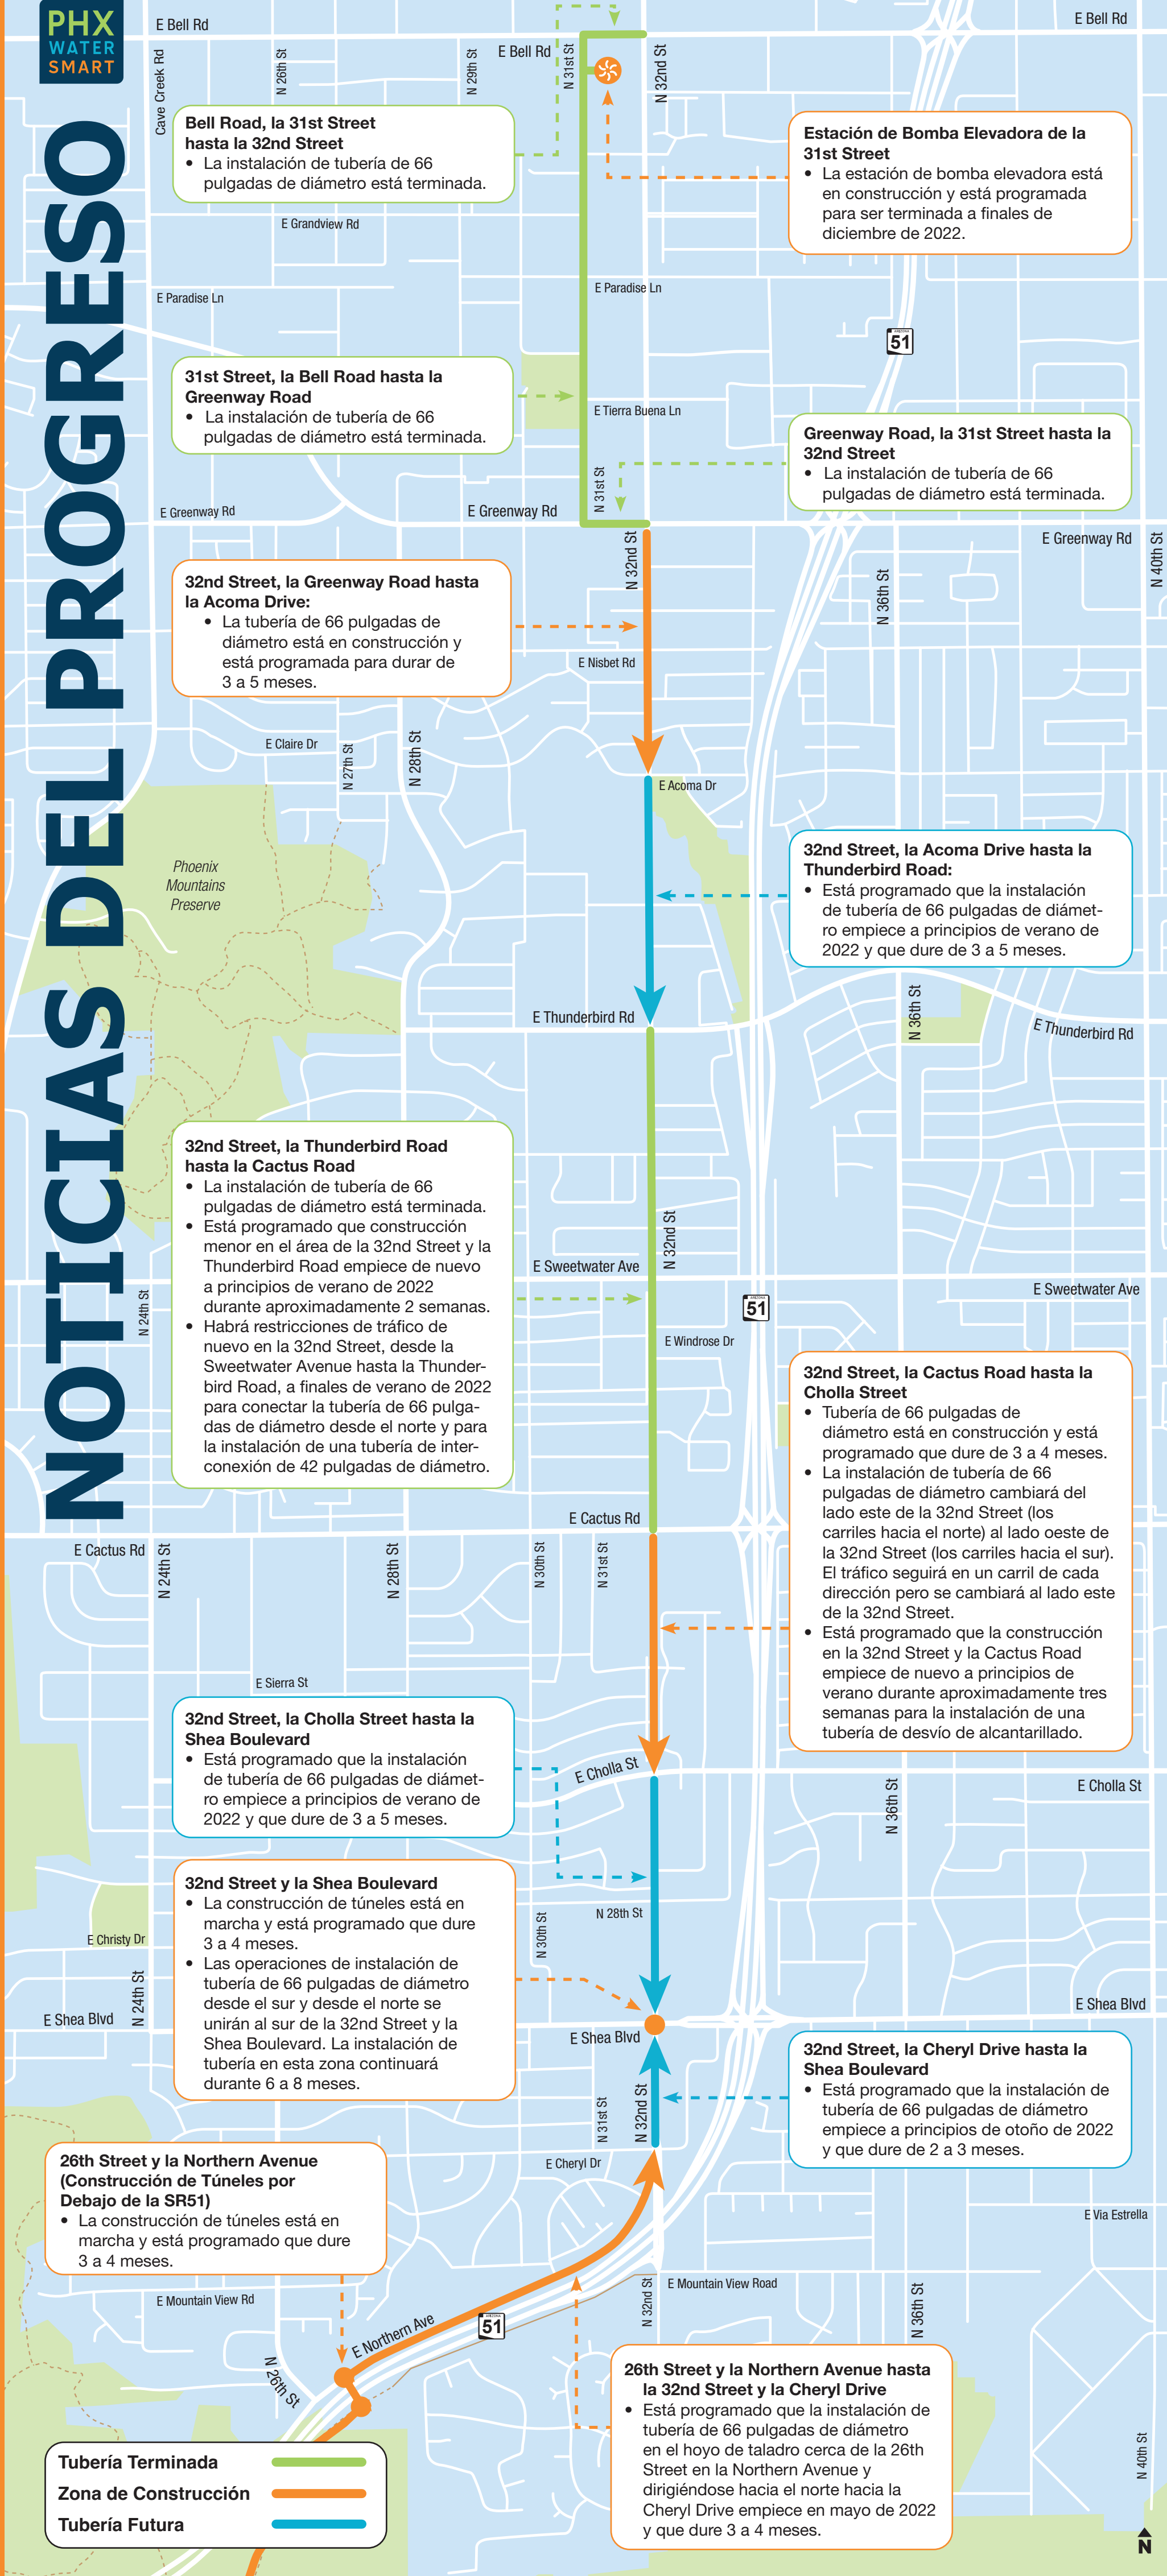 PHX
WATER
SMART
NOTICIAS DEL PROGRESO
E Bell Rd
E Bell Rd
E Bell Rd
Cave Creek Rd
N 26th St
N 29th St
N 31st St
N 32nd St
Bell Road, la 31st Street
hasta la 32nd Street
• La instalación de tubería de 66
pulgadas de diámetro está terminada.
Estación de Bomba Elevadora de la
31st Street
• La estación de bomba elevadora está
en construcción y está programada
para ser terminada a finales de
diciembre de 2022.
E Grandview Rd
E Paradise Ln
E Paradise Ln
ARIZONA
51
31st Street, la Bell Road hasta la
Greenway Road
• La instalación de tubería de 66
pulgadas de diámetro está terminada.
E Tierra Buena Ln
Greenway Road, la 31st Street hasta la
32nd Street
• La instalación de tubería de 66
pulgadas de diámetro está terminada.
N 31st St
E Greenway Rd
E Greenway Rd
E Greenway Rd
N 32nd St
N 36th St
N 40th St
32nd Street, la Greenway Road hasta
la Acoma Drive:
• La tubería de 66 pulgadas de
diámetro está en construcción y
está programada para durar de
3 a 5 meses.
E Nisbet Rd
E Claire Dr
N 27th St
N 28th St
E Acoma Dr
Phoenix
Mountains
Preserve
32nd Street, la Acoma Drive hasta la
Thunderbird Road:
• Está programado que la instalación
de tubería de 66 pulgadas de diámet-
ro empiece a principios de verano de
2022 y que dure de 3 a 5 meses.
E Thunderbird Rd
N 36th St
E Thunderbird Rd
32nd Street, la Thunderbird Road
hasta la Cactus Road
• La instalación de tubería de 66
pulgadas de diámetro está terminada.
• Está programado que construcción
menor en el área de la 32nd Street y la
Thunderbird Road empiece de nuevo
a principios de verano de 2022
durante aproximadamente 2 semanas.
• Habrá restricciones de tráfico de
nuevo en la 32nd Street, desde la
Sweetwater Avenue hasta la Thunder-
bird Road, a finales de verano de 2022
para conectar la tubería de 66 pulga-
das de diámetro desde el norte y para
la instalación de una tubería de inter-
conexión de 42 pulgadas de diámetro.
N 32nd St
E Sweetwater Ave
E Sweetwater Ave
N 24th St
ARIZONA
51
E Windrose Dr
32nd Street, la Cactus Road hasta la
Cholla Street
• Tubería de 66 pulgadas de
diámetro está en construcción y está
programado que dure de 3 a 4 meses.
• La instalación de tubería de 66
pulgadas de diámetro cambiará del
lado este de la 32nd Street (los
carriles hacia el norte) al lado oeste de
la 32nd Street (los carriles hacia el sur).
El tráfico seguirá en un carril de cada
dirección pero se cambiará al lado este
de la 32nd Street.
• Está programado que la construcción
en la 32nd Street y la Cactus Road
empiece de nuevo a principios de
verano durante aproximadamente tres
semanas para la instalación de una
tubería de desvío de alcantarillado.
E Cactus Rd
E Cactus Rd
N 24th St
N 28th St
N 30th St
N 31st St
E Sierra St
32nd Street, la Cholla Street hasta la
Shea Boulevard
• Está programado que la instalación
de tubería de 66 pulgadas de diámet-
ro empiece a principios de verano de
2022 y que dure de 3 a 5 meses.
E Cholla St
E Cholla St
N 36th St
32nd Street y la Shea Boulevard
• La construcción de túneles está en
marcha y está programado que dure
3 a 4 meses.
• Las operaciones de instalación de
tubería de 66 pulgadas de diámetro
desde el sur y desde el norte se
unirán al sur de la 32nd Street y la
Shea Boulevard. La instalación de
tubería en esta zona continuará
durante 6 a 8 meses.
N 28th St
N 30th St
E Christy Dr
N 24th St
E Shea Blvd
E Shea Blvd
E Shea Blvd
32nd Street, la Cheryl Drive hasta la
Shea Boulevard
• Está programado que la instalación de
tubería de 66 pulgadas de diámetro
empiece a principios de otoño de 2022
y que dure de 2 a 3 meses.
N 31st St
N 32nd St
E Cheryl Dr
26th Street y la Northern Avenue
(Construcción de Túneles por
Debajo de la SR51)
• La construcción de túneles está en
marcha y está programado que dure
3 a 4 meses.
E Via Estrella
E Mountain View Rd
E Mountain View Road
N 32nd St
N 36th St
E Northern Ave
ARIZONA
51
N 26th St
26th Street y la Northern Avenue hasta
la 32nd Street y la Cheryl Drive
• Está programado que la instalación de
tubería de 66 pulgadas de diámetro
en el hoyo de taladro cerca de la 26th
Street en la Northern Avenue y
dirigiéndose hacia el norte hacia la
Cheryl Drive empiece en mayo de 2022
y que dure 3 a 4 meses.
N 40th St
Tubería Terminada
Zona de Construcción
Tubería Futura
N